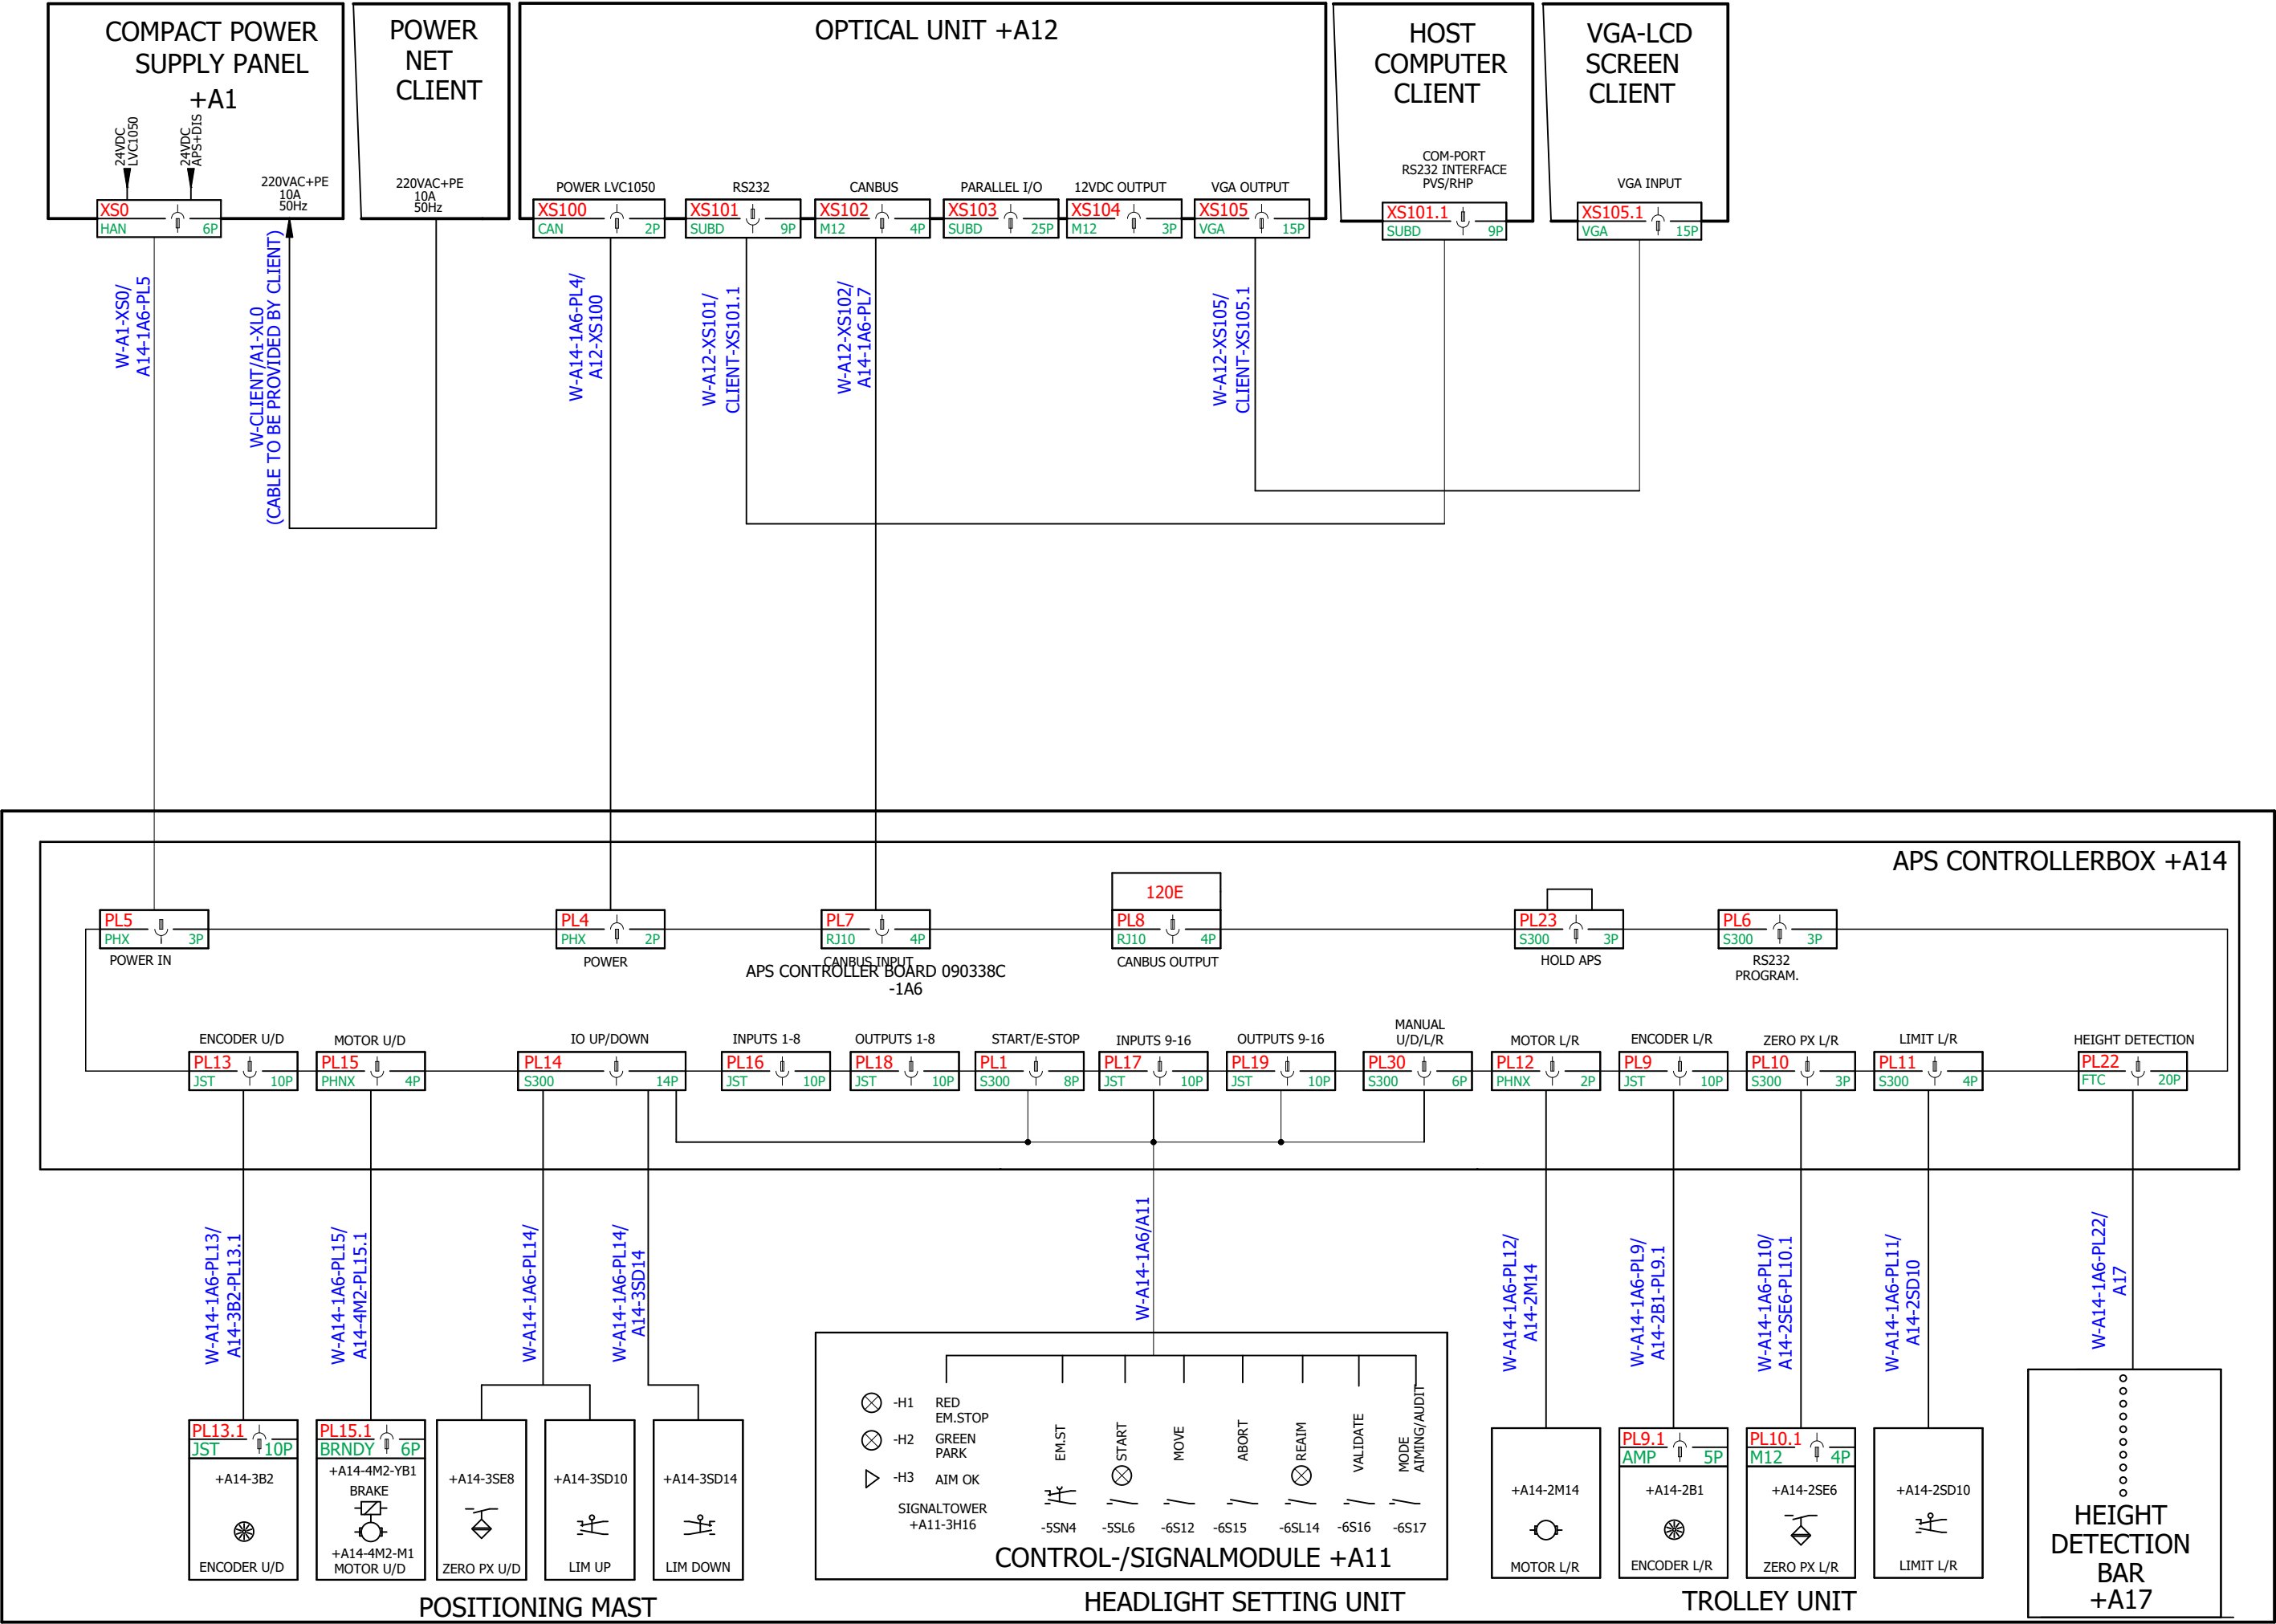 COMPACT POWER
SUPPLY PANEL
+A1
24VDC
LVC1050
24VDC
APS+DIS
220VAC+PE
10A
50Hz
XS0
HAN
6P
POWER
NET
CLIENT
220VAC+PE
10A
50Hz
OPTICAL UNIT +A12
POWER LVC1050
XS100
CAN
2P
RS232
XS101
SUBD
9P
CANBUS
XS102
M12
4P
PARALLEL I/O
XS103
SUBD
25P
12VDC OUTPUT
XS104
M12
3P
VGA OUTPUT
XS105
VGA
15P
HOST
COMPUTER
CLIENT
COM-PORT
RS232 INTERFACE
PVS/RHP
XS101.1
SUBD
9P
VGA-LCD
SCREEN
CLIENT
VGA INPUT
XS105.1
VGA
15P
W-A1-XS0/
A14-1A6-PL5
W-CLIENT/A1-XL0
(CABLE TO BE PROVIDED BY CLIENT)
W-A14-1A6-PL4/
A12-XS100
W-A12-XS101/
CLIENT-XS101.1
W-A12-XS102/
A14-1A6-PL7
W-A12-XS105/
CLIENT-XS105.1
APS CONTROLLERBOX +A14
PL5
PHX
3P
POWER IN
PL4
PHX
2P
POWER
PL7
RJ10
4P
CANBUS INPUT
120E
PL8
RJ10
4P
CANBUS OUTPUT
PL23
S300
3P
HOLD APS
PL6
S300
3P
RS232
PROGRAM.
APS CONTROLLER BOARD 090338C
-1A6
ENCODER U/D
PL13
JST
10P
MOTOR U/D
PL15
PHNX
4P
IO UP/DOWN
PL14
S300
14P
INPUTS 1-8
PL16
JST
10P
OUTPUTS 1-8
PL18
JST
10P
START/E-STOP
PL1
S300
8P
INPUTS 9-16
PL17
JST
10P
OUTPUTS 9-16
PL19
JST
10P
MANUAL
U/D/L/R
PL30
S300
6P
MOTOR L/R
PL12
PHNX
2P
ENCODER L/R
PL9
JST
10P
ZERO PX L/R
PL10
S300
3P
LIMIT L/R
PL11
S300
4P
HEIGHT DETECTION
PL22
FTC
20P
W-A14-1A6-PL13/
A14-3B2-PL13.1
W-A14-1A6-PL15/
A14-4M2-PL15.1
W-A14-1A6-PL14/
W-A14-1A6-PL14/
A14-3SD14
W-A14-1A6/A11
W-A14-1A6-PL12/
A14-2M14
W-A14-1A6-PL9/
A14-2B1-PL9.1
W-A14-1A6-PL10/
A14-2SE6-PL10.1
W-A14-1A6-PL11/
A14-2SD10
W-A14-1A6-PL22/
A17
PL13.1
JST
10P
+A14-3B2
ENCODER U/D
PL15.1
BRNDY
6P
+A14-4M2-YB1
BRAKE
+A14-4M2-M1
MOTOR U/D
+A14-3SE8
ZERO PX U/D
+A14-3SD10
LIM UP
+A14-3SD14
LIM DOWN
POSITIONING MAST
-H1 RED
EM.STOP
-H2 GREEN
PARK
-H3 AIM OK
SIGNALTOWER
+A11-3H16
EM.ST
START
MOVE
ABORT
REAIM
VALIDATE
MODE
AIMING/AUDIT
-5SN4
-5SL6
-6S12
-6S15
-6SL14
-6S16
-6S17
CONTROL-/SIGNALMODULE +A11
HEADLIGHT SETTING UNIT
+A14-2M14
MOTOR L/R
PL9.1
AMP
5P
+A14-2B1
ENCODER L/R
PL10.1
M12
4P
+A14-2SE6
ZERO PX L/R
+A14-2SD10
LIMIT L/R
TROLLEY UNIT
HEIGHT
DETECTION
BAR
+A17